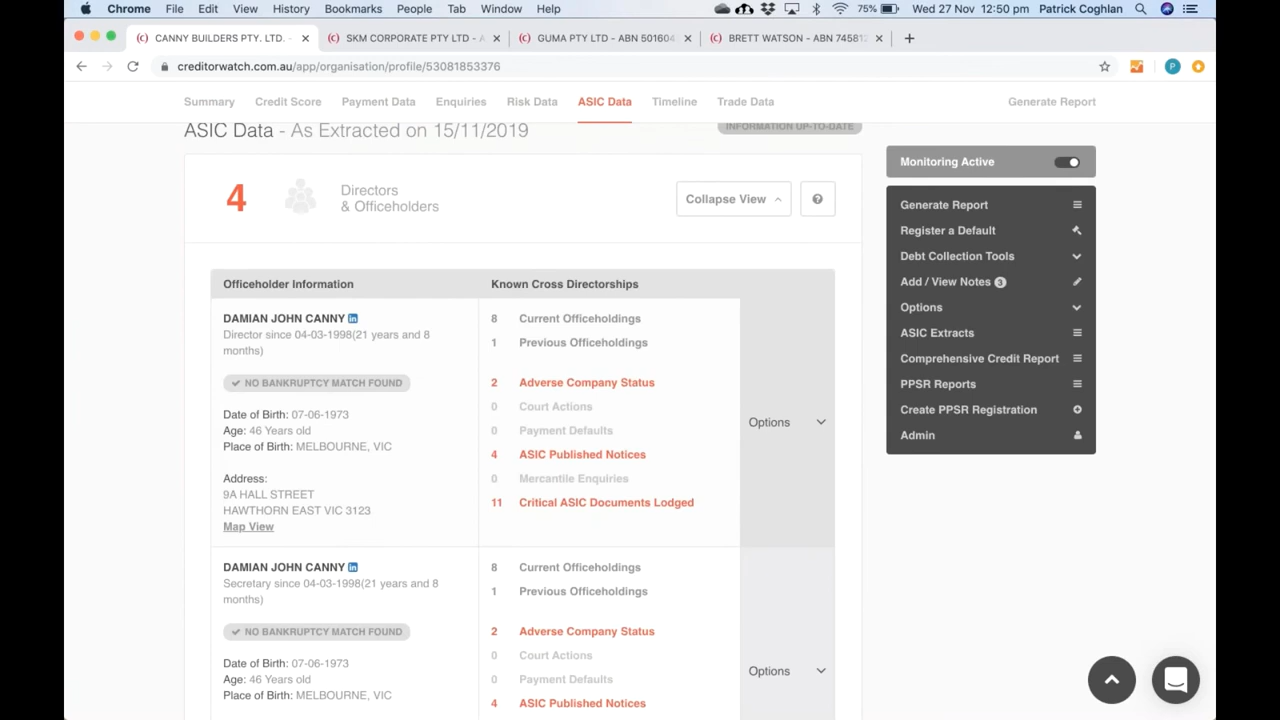 Chrome File Edit View History Bookmarks People Tab Window Help 75% Wed 27 Nov 12:50 pm Patrick Coghlan
CANNY BUILDERS PTY. LTD. - SKM CORPORATE PTY LTD - A GUMA PTY LTD - ABN 501604 BRETT WATSON - ABN 74581
creditorwatch.com.au/app/organisation/profile/53081853376 P
Summary Credit Score Payment Data Enquiries Risk Data ASIC Data Timeline Trade Data Generate Report
ASIC Data - As Extracted on 15/11/2019 INFORMATION UP-TO-DATE
Monitoring Active
4 Directors
& Officeholders
Collapse View ?
Generate Report
Register a Default
Debt Collection Tools
Add / View Notes 3
Options
ASIC Extracts
Comprehensive Credit Report
PPSR Reports
Create PPSR Registration
Admin
Officeholder Information Known Cross Directorships
DAMIAN JOHN CANNY in
Director since 04-03-1998(21 years and 8
months)
NO BANKRUPTCY MATCH FOUND
Date of Birth: 07-06-1973
Age: 46 Years old
Place of Birth: MELBOURNE, VIC
Address:
9A HALL STREET
HAWTHORN EAST VIC 3123
Map View
8 Current Officeholdings
1 Previous Officeholdings
2 Adverse Company Status
0 Court Actions
0 Payment Defaults
4 ASIC Published Notices
0 Mercantile Enquiries
11 Critical ASIC Documents Lodged
Options
DAMIAN JOHN CANNY in
Secretary since 04-03-1998(21 years and 8
months)
NO BANKRUPTCY MATCH FOUND
Date of Birth: 07-06-1973
Age: 46 Years old
Place of Birth: MELBOURNE, VIC
8 Current Officeholdings
1 Previous Officeholdings
2 Adverse Company Status
0 Court Actions
0 Payment Defaults
4 ASIC Published Notices
Options